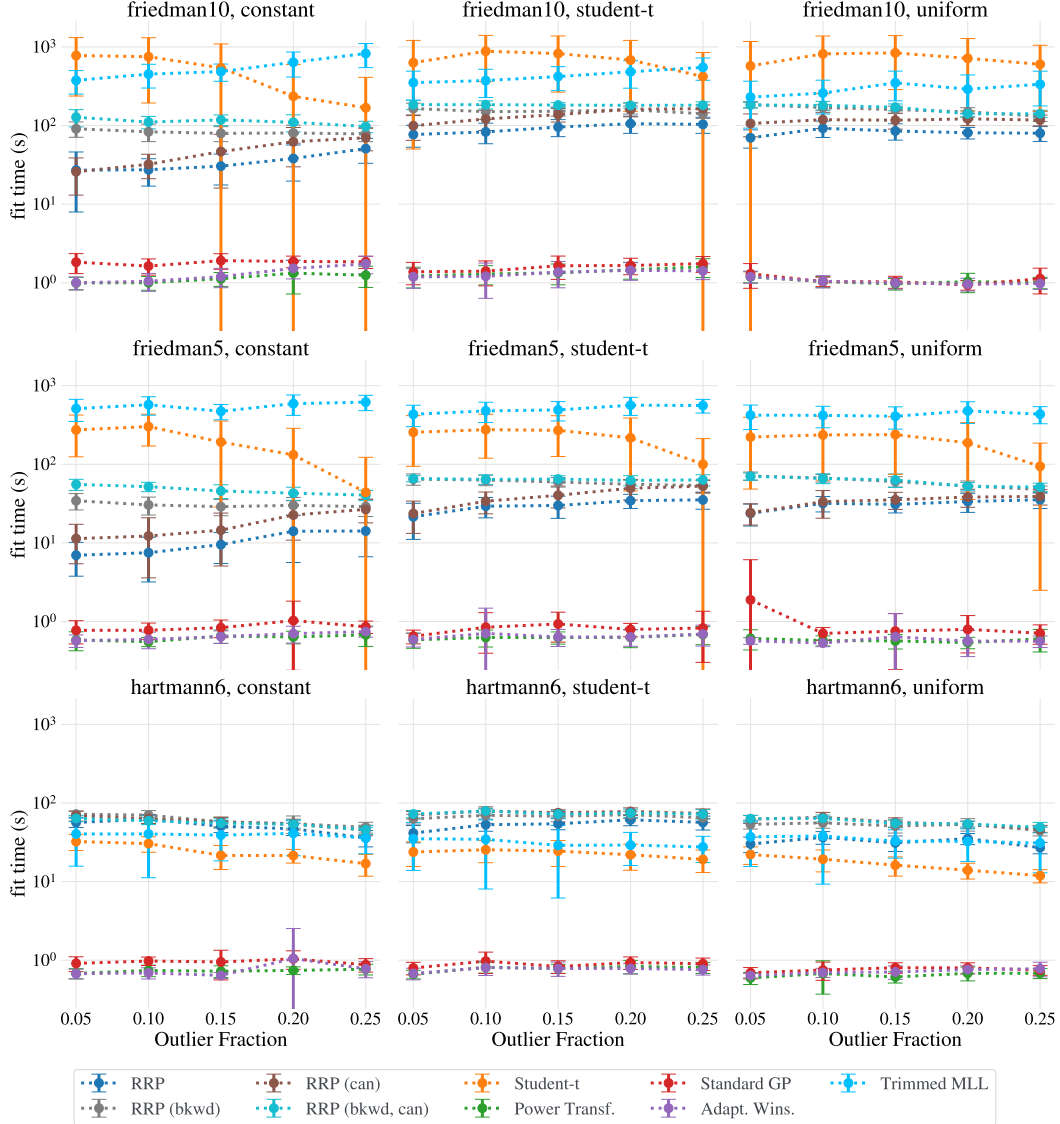 friedman10, constant friedman10, student-t friedman10, uniform
10³
10²
10¹
10⁰
fit time (s)
friedman5, constant friedman5, student-t friedman5, uniform
10³
10²
10¹
10⁰
fit time (s)
hartmann6, constant hartmann6, student-t hartmann6, uniform
10³
10²
10¹
10⁰
fit time (s)
0.05 0.10 0.15 0.20 0.25 0.05 0.10 0.15 0.20 0.25 0.05 0.10 0.15 0.20 0.25
Outlier Fraction Outlier Fraction Outlier Fraction
RRP RRP (can) Student-t Standard GP Trimmed MLL
RRP (bkwd) RRP (bkwd, can) Power Transf. Adapt. Wins.